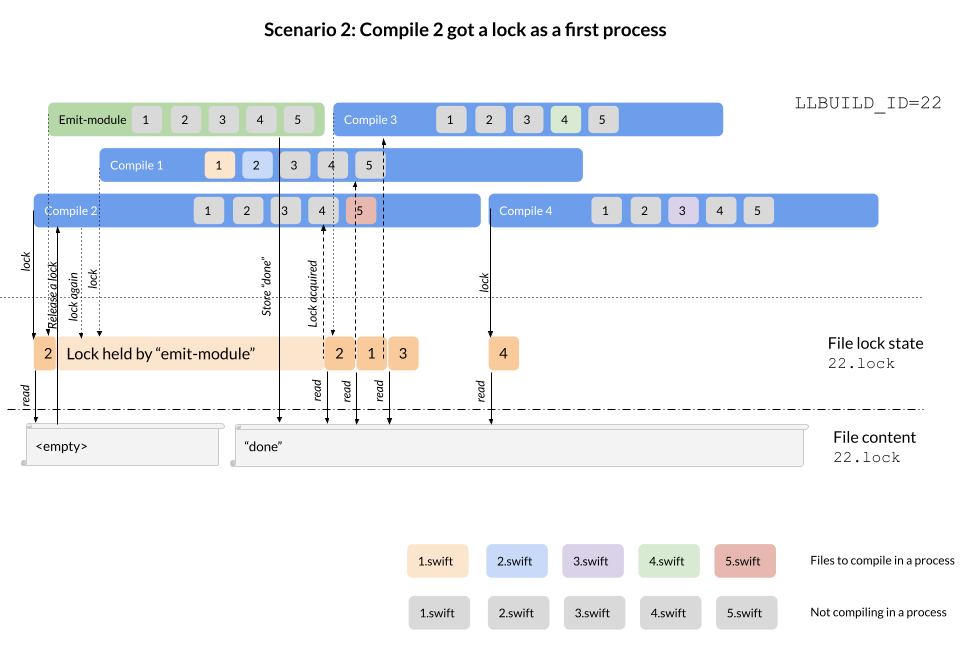 Scenario 2: Compile 2 got a lock as a first process
LLBUILD_ID=22
Emit-module 1 2 3 4 5
Compile 3 1 2 3 4 5
Compile 1 1 2 3 4 5
Compile 2 1 2 3 4 5
Compile 4 1 2 3 4 5
lock
Release a lock
lock again
lock
Store "done"
Lock acquired
lock
2 Lock held by “emit-module” 2 1 3 4
File lock state
22.lock
read
read
read
read
read
<empty>
“done”
File content
22.lock
1.swift 2.swift 3.swift 4.swift 5.swift
Files to compile in a process
1.swift 2.swift 3.swift 4.swift 5.swift
Not compiling in a process